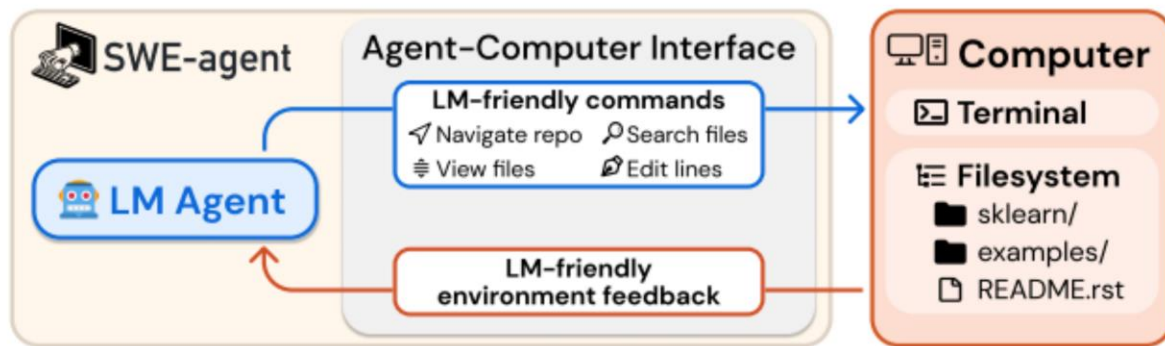 SWE-agent
Agent-Computer Interface
LM-friendly commands
Navigate repo Search files
View files Edit lines
LM Agent
LM-friendly
environment feedback
Computer
Terminal
Filesystem
sklearn/
examples/
README.rst